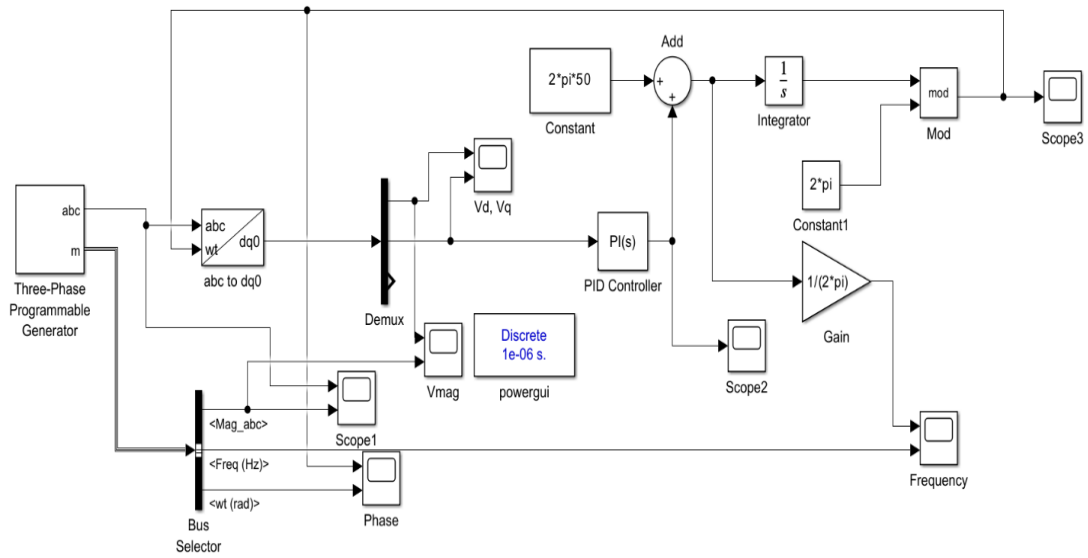 Add
2*pi*50
+
+
1
s
Integrator
mod
Mod
Scope3
Constant
Vd, Vq
2*pi
Constant1
abc
m
Three-Phase
Programmable
Generator
abc
wt
dq0
abc to dq0
Demux
PI(s)
PID Controller
1/(2*pi)
Gain
Discrete
1e-06 s.
powergui
Vmag
Scope2
Scope1
<Mag_abc>
<Freq (Hz)>
<wt (rad)>
Bus
Selector
Phase
Frequency